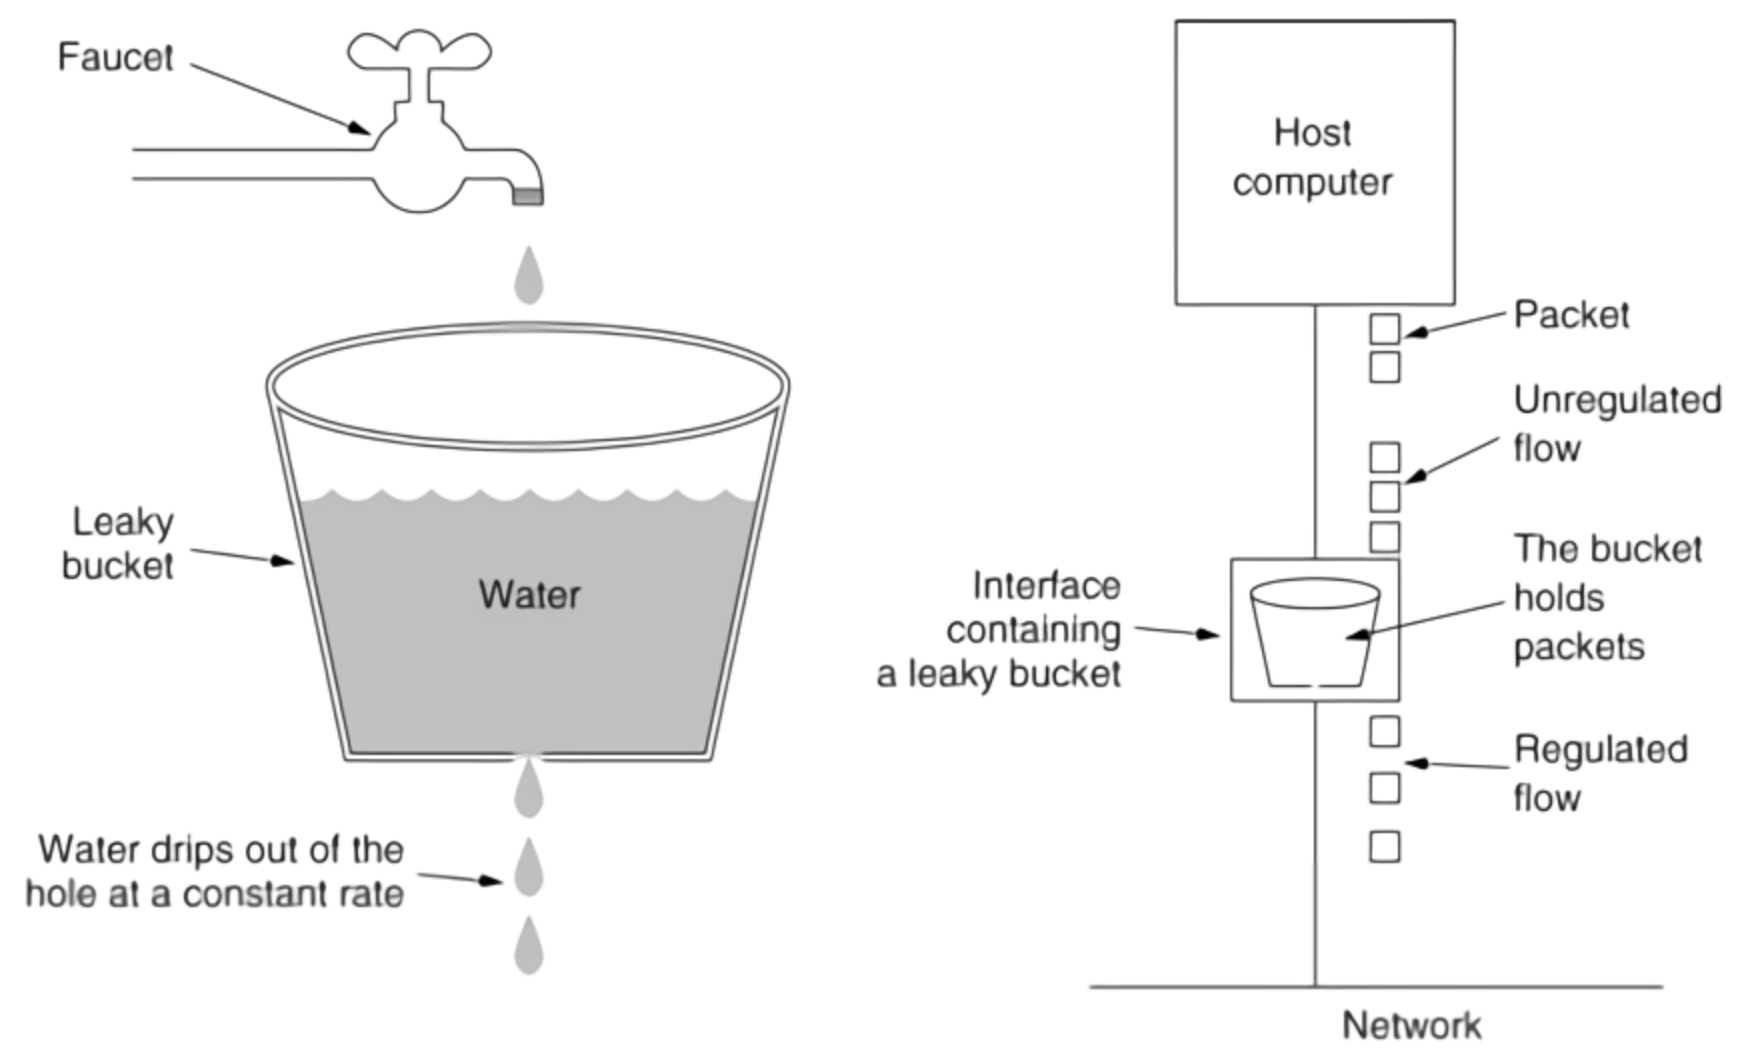 Faucet
Leaky
bucket
Water
Water drips out of the
hole at a constant rate
Host
computer
Packet
Unregulated
flow
The bucket
holds
packets
Interface
containing
a leaky bucket
Regulated
flow
Network